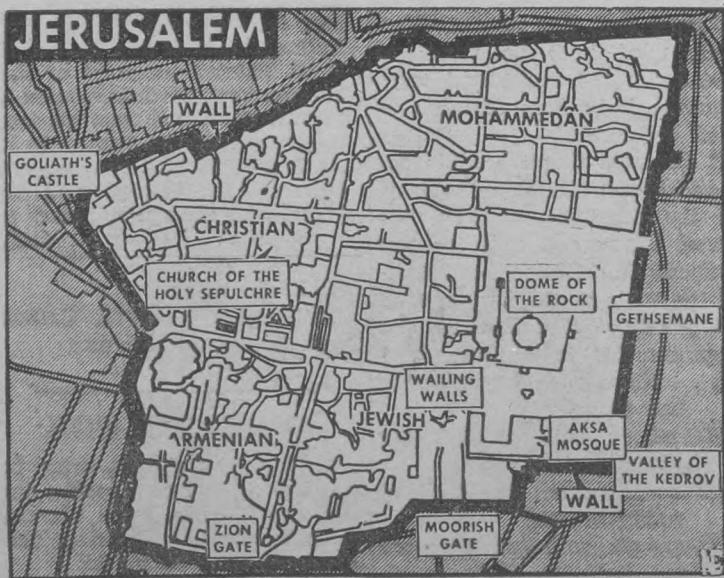 JERUSALEM
WALL
MOHAMMEDAN
GOLIATH'S
CASTLE
CHRISTIAN
CHURCH OF THE
HOLY SEPULCHRE
DOME OF
THE ROCK
GETHSEMANE
WAILING
WALLS
JEWISH
ARMENIAN
AKSA
MOSQUE
VALLEY OF
THE KEDROV
WALL
ZION
GATE
MOORISH
GATE